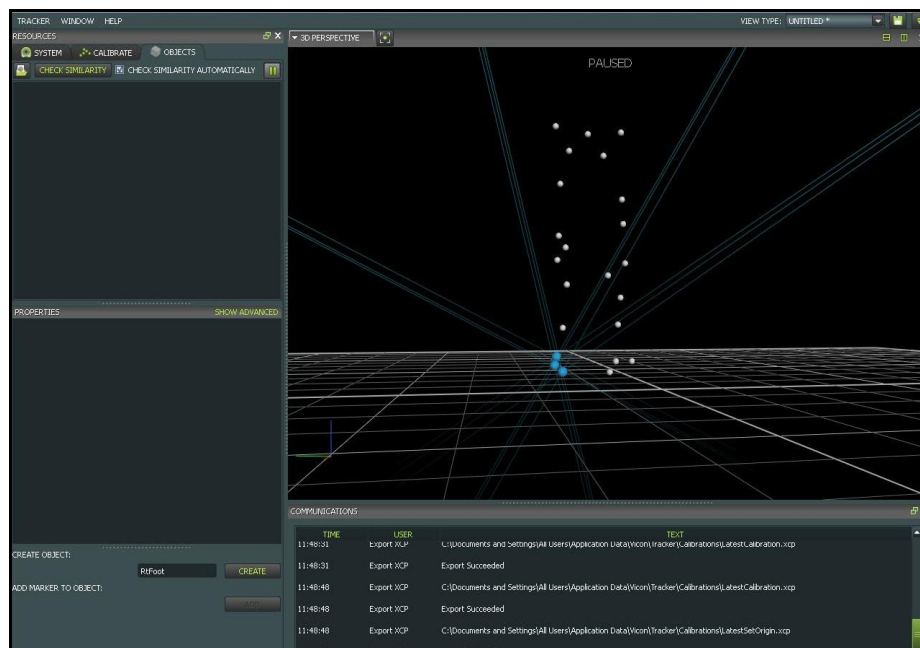 TRACKER WINDOW HELP VIEW TYPE: UNTITLED *
RESOURCES
3D PERSPECTIVE
SYSTEM CALIBRATE OBJECTS
CHECK SIMILARITY CHECK SIMILARITY AUTOMATICALLY
PAUSED
PROPERTIES SHOW ADVANCED
COMMUNICATIONS
TIME USER TEXT
11:48:31 Export XCP C:\Documents and Settings\All Users\Application Data\Vicon\Tracker\Calibrations\LatestCalibration.xcp
11:48:31 Export XCP Export Succeeded
11:48:48 Export XCP C:\Documents and Settings\All Users\Application Data\Vicon\Tracker\Calibrations\LatestCalibration.xcp
11:48:48 Export XCP Export Succeeded
11:48:48 Export XCP C:\Documents and Settings\All Users\Application Data\Vicon\Tracker\Calibrations\LatestSetOrigin.xcp
CREATE OBJECT:
RtFoot CREATE
ADD MARKER TO OBJECT:
ADD